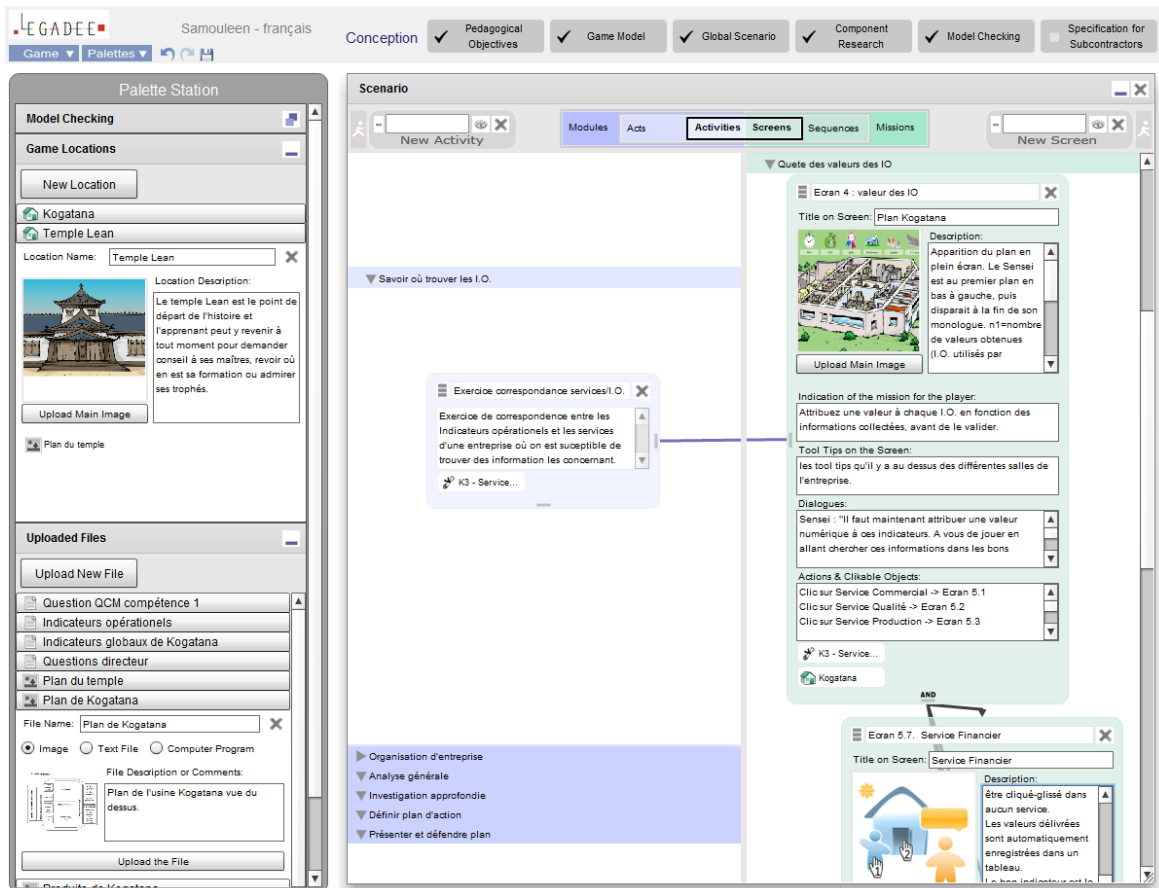 LEGADEE
Samouleen - français
Game
Palettes
Conception
Pedagogical
Objectives
Game Model
Global Scenario
Component
Research
Model Checking
Specification for
Subcontractors
Palette Station
Model Checking
Game Locations
New Location
Kogatana
Temple Lean
Location Name: Temple Lean
Location Description:
Le temple Lean est le point de
départ de l'histoire et
l'apprenant peut y revenir à
tout moment pour demander
conseil à ses maîtres, revoir où
en est sa formation ou admirer
ses trophés.
Upload Main Image
Plan du temple
Uploaded Files
Upload New File
Question QCM compétence 1
Indicateurs opérationels
Indicateurs globaux de Kogatana
Questions directeur
Plan du temple
Plan de Kogatana
File Name: Plan de Kogatana
Image Text File Computer Program
File Description or Comments:
Plan de l'usine Kogatana vue du
dessus.
Upload the File
Produits de Kogatana
Scenario
New Activity
Modules
Acts
Activities
Screens
Sequences
Missions
New Screen
Savoir où trouver les I.O.
Exercice correspondance services/I.O.
Exercice de correspondence entre les
Indicateurs opérationels et les services
d'une entreprise où on est suceptible de
trouver des information les concernant.
K3 - Service...
Organisation d'entreprise
Analyse générale
Investigation approfondie
Définir plan d'action
Présenter et défendre plan
Quete des valeurs des IO
Ecran 4 : valeur des IO
Title on Screen: Plan Kogatana
Description:
Apparition du plan en
plein écran. Le Sensei
est au premier plan en
bas à gauche, puis
disparait à la fin de son
monologue. n1=nombre
de valeurs obtenues
(I.O. utilisés par
Upload Main Image
Indication of the mission for the player:
Attribuez une valeur à chaque I.O. en fonction des
informations collectées, avant de le valider.
Tool Tips on the Screen:
les tool tips qu'il y a au dessus des différentes salles de
l'entreprise.
Dialogues:
Sensei : "Il faut maintenant attribuer une valeur
numérique à ces indicateurs. A vous de jouer en
allant chercher ces informations dans les bons
Actions & Clikable Objects:
Clic sur Service Commercial -> Ecran 5.1
Clic sur Service Qualité -> Ecran 5.2
Clic sur Service Production -> Ecran 5.3
K3 - Service...
Kogatana
AND
Ecran 5.7. Service Financier
Title on Screen: Service Financier
Description:
être cliqué-glissé dans
aucun service.
Les valeurs délivrées
sont automatiquement
enregistrées dans un
tableau.
Le bon indicateur est le
1
2